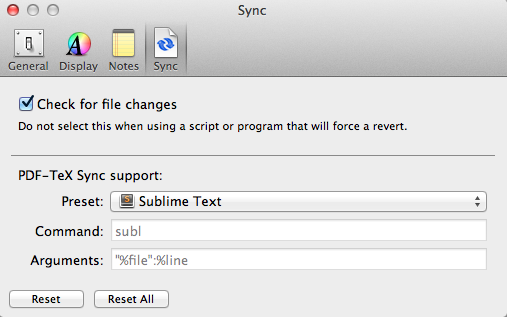 Sync
General Display Notes Sync
Check for file changes
Do not select this when using a script or program that will force a revert.
PDF-TeX Sync support:
Preset: Sublime Text
Command: subl
Arguments: "%file":%line
Reset Reset All